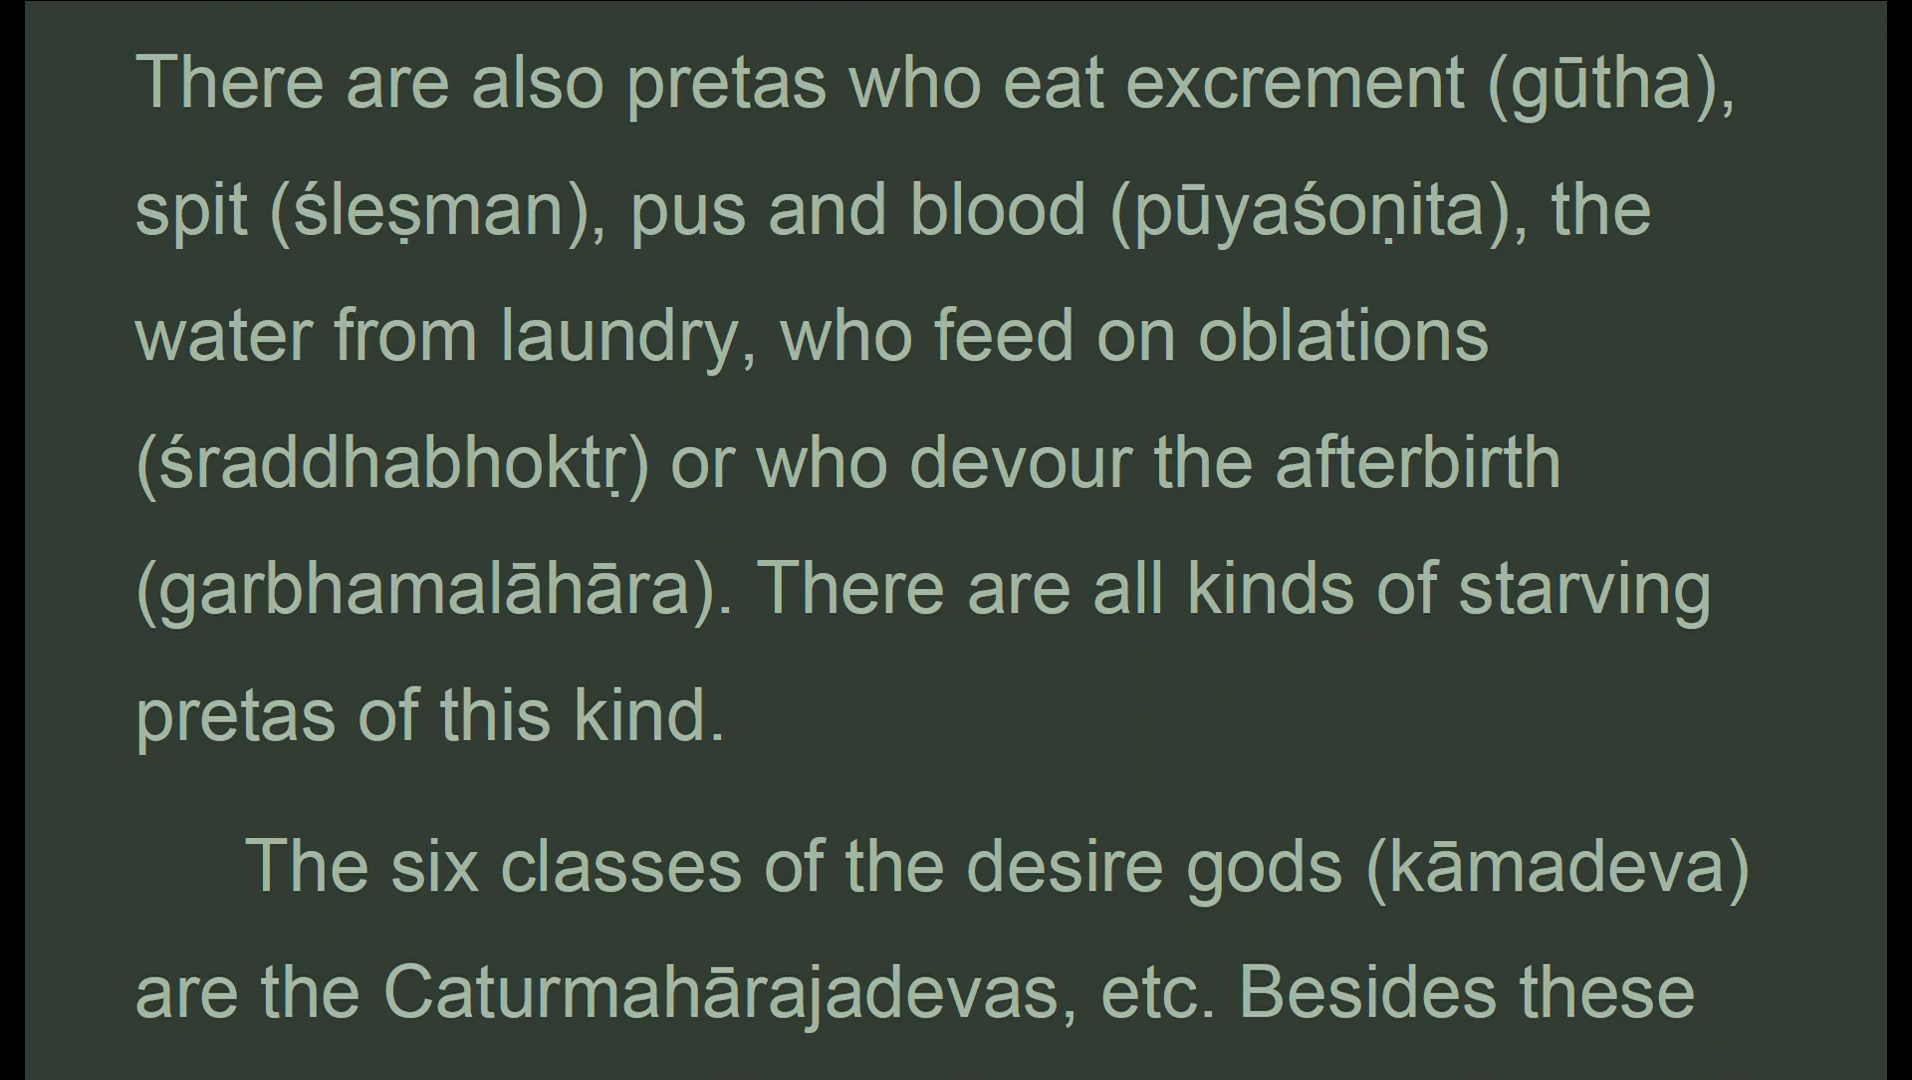 There are also pretas who eat excrement (gūtha),
spit (śleṣman), pus and blood (pūyaśoṇita), the
water from laundry, who feed on oblations
(śraddhabhoktṛ) or who devour the afterbirth
(garbhamalāhāra). There are all kinds of starving
pretas of this kind.
The six classes of the desire gods (kāmadeva)
are the Caturmahārajadevas, etc. Besides these